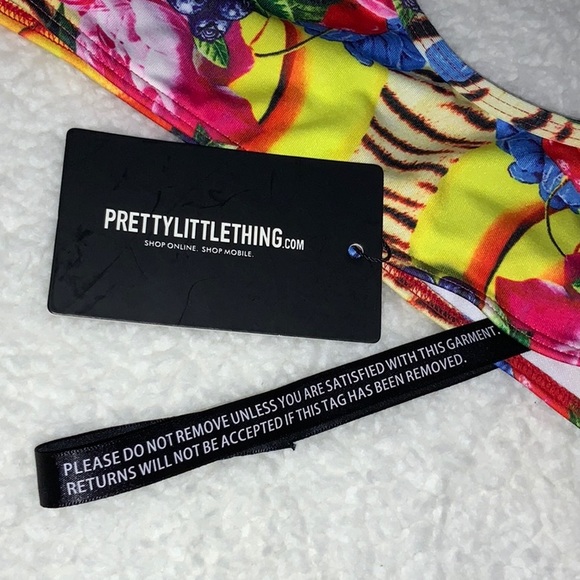 PRETTYLITTLETHING.COM
SHOP ONLINE. SHOP MOBILE.
PLEASE DO NOT REMOVE UNLESS YOU ARE SATISFIED WITH THIS GARMENT.
RETURNS WILL NOT BE ACCEPTED IF THIS TAG HAS BEEN REMOVED.